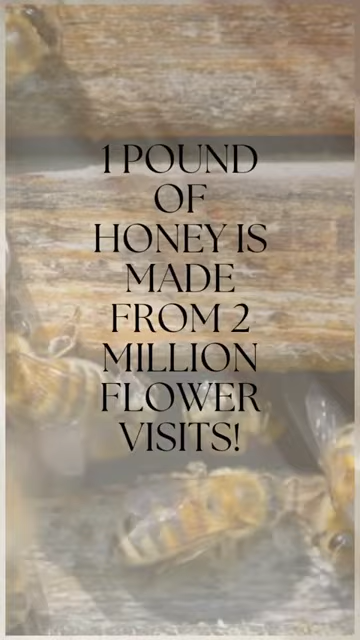 1 POUND
OF
HONEY IS
MADE
FROM 2
MILLION
FLOWER
VISITS!